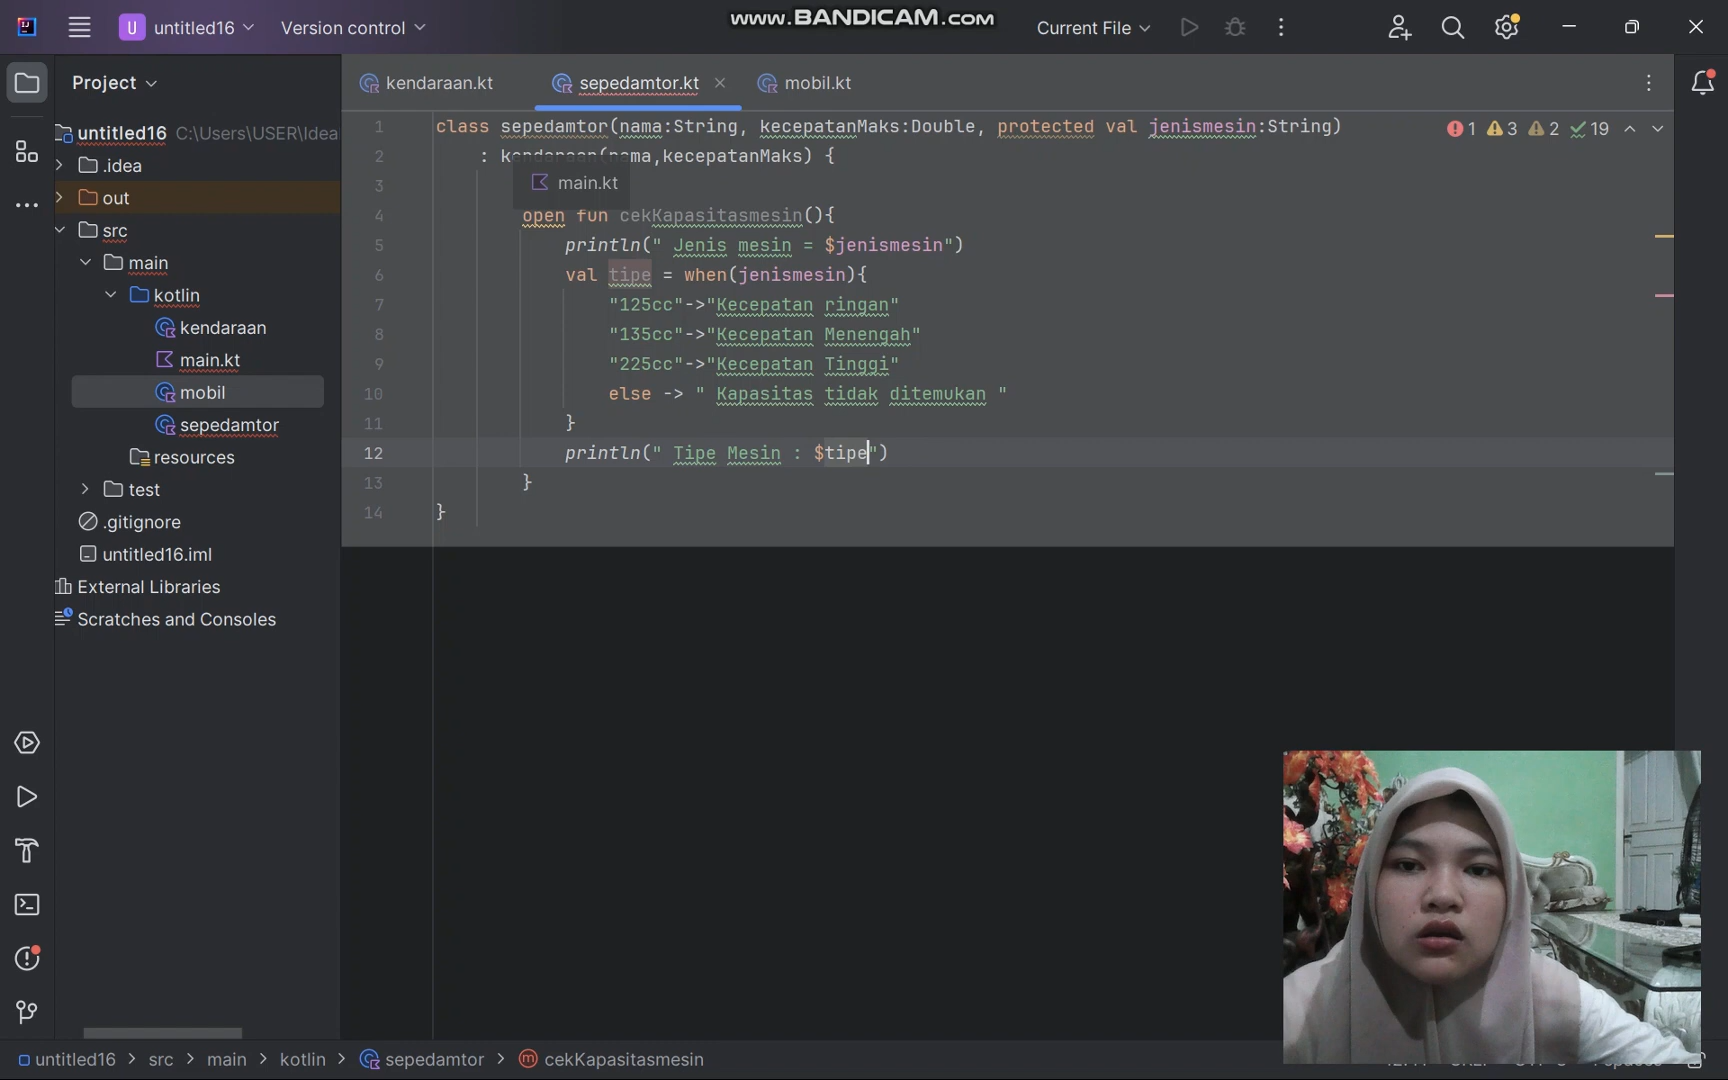 www.BANDICAM.com
U untitled16 Version control Current File
Project
untitled16 C:\Users\USER\Idea
.idea
out
src
main
kotlin
kendaraan
main.kt
mobil
sepedamtor
resources
test
.gitignore
untitled16.iml
External Libraries
Scratches and Consoles
kendaraan.kt sepedamtor.kt mobil.kt
1 class sepedamtor(nama:String, kecepatanMaks:Double, protected val jenismesin:String)
1 3 2 19
2 : kendaraan(nama,kecepatanMaks) {
main.kt
3
4 open fun cekKapasitasmesin(){
5 println(" Jenis mesin = $jenismesin")
6 val tipe = when(jenismesin){
7 "125cc"->"Kecepatan ringan"
8 "135cc"->"Kecepatan Menengah"
9 "225cc"->"Kecepatan Tinggi"
10 else -> " Kapasitas tidak ditemukan "
11 }
12 println(" Tipe Mesin : $tipe")
13 }
14 }
untitled16 > src > main > kotlin > sepedamtor > cekKapasitasmesin